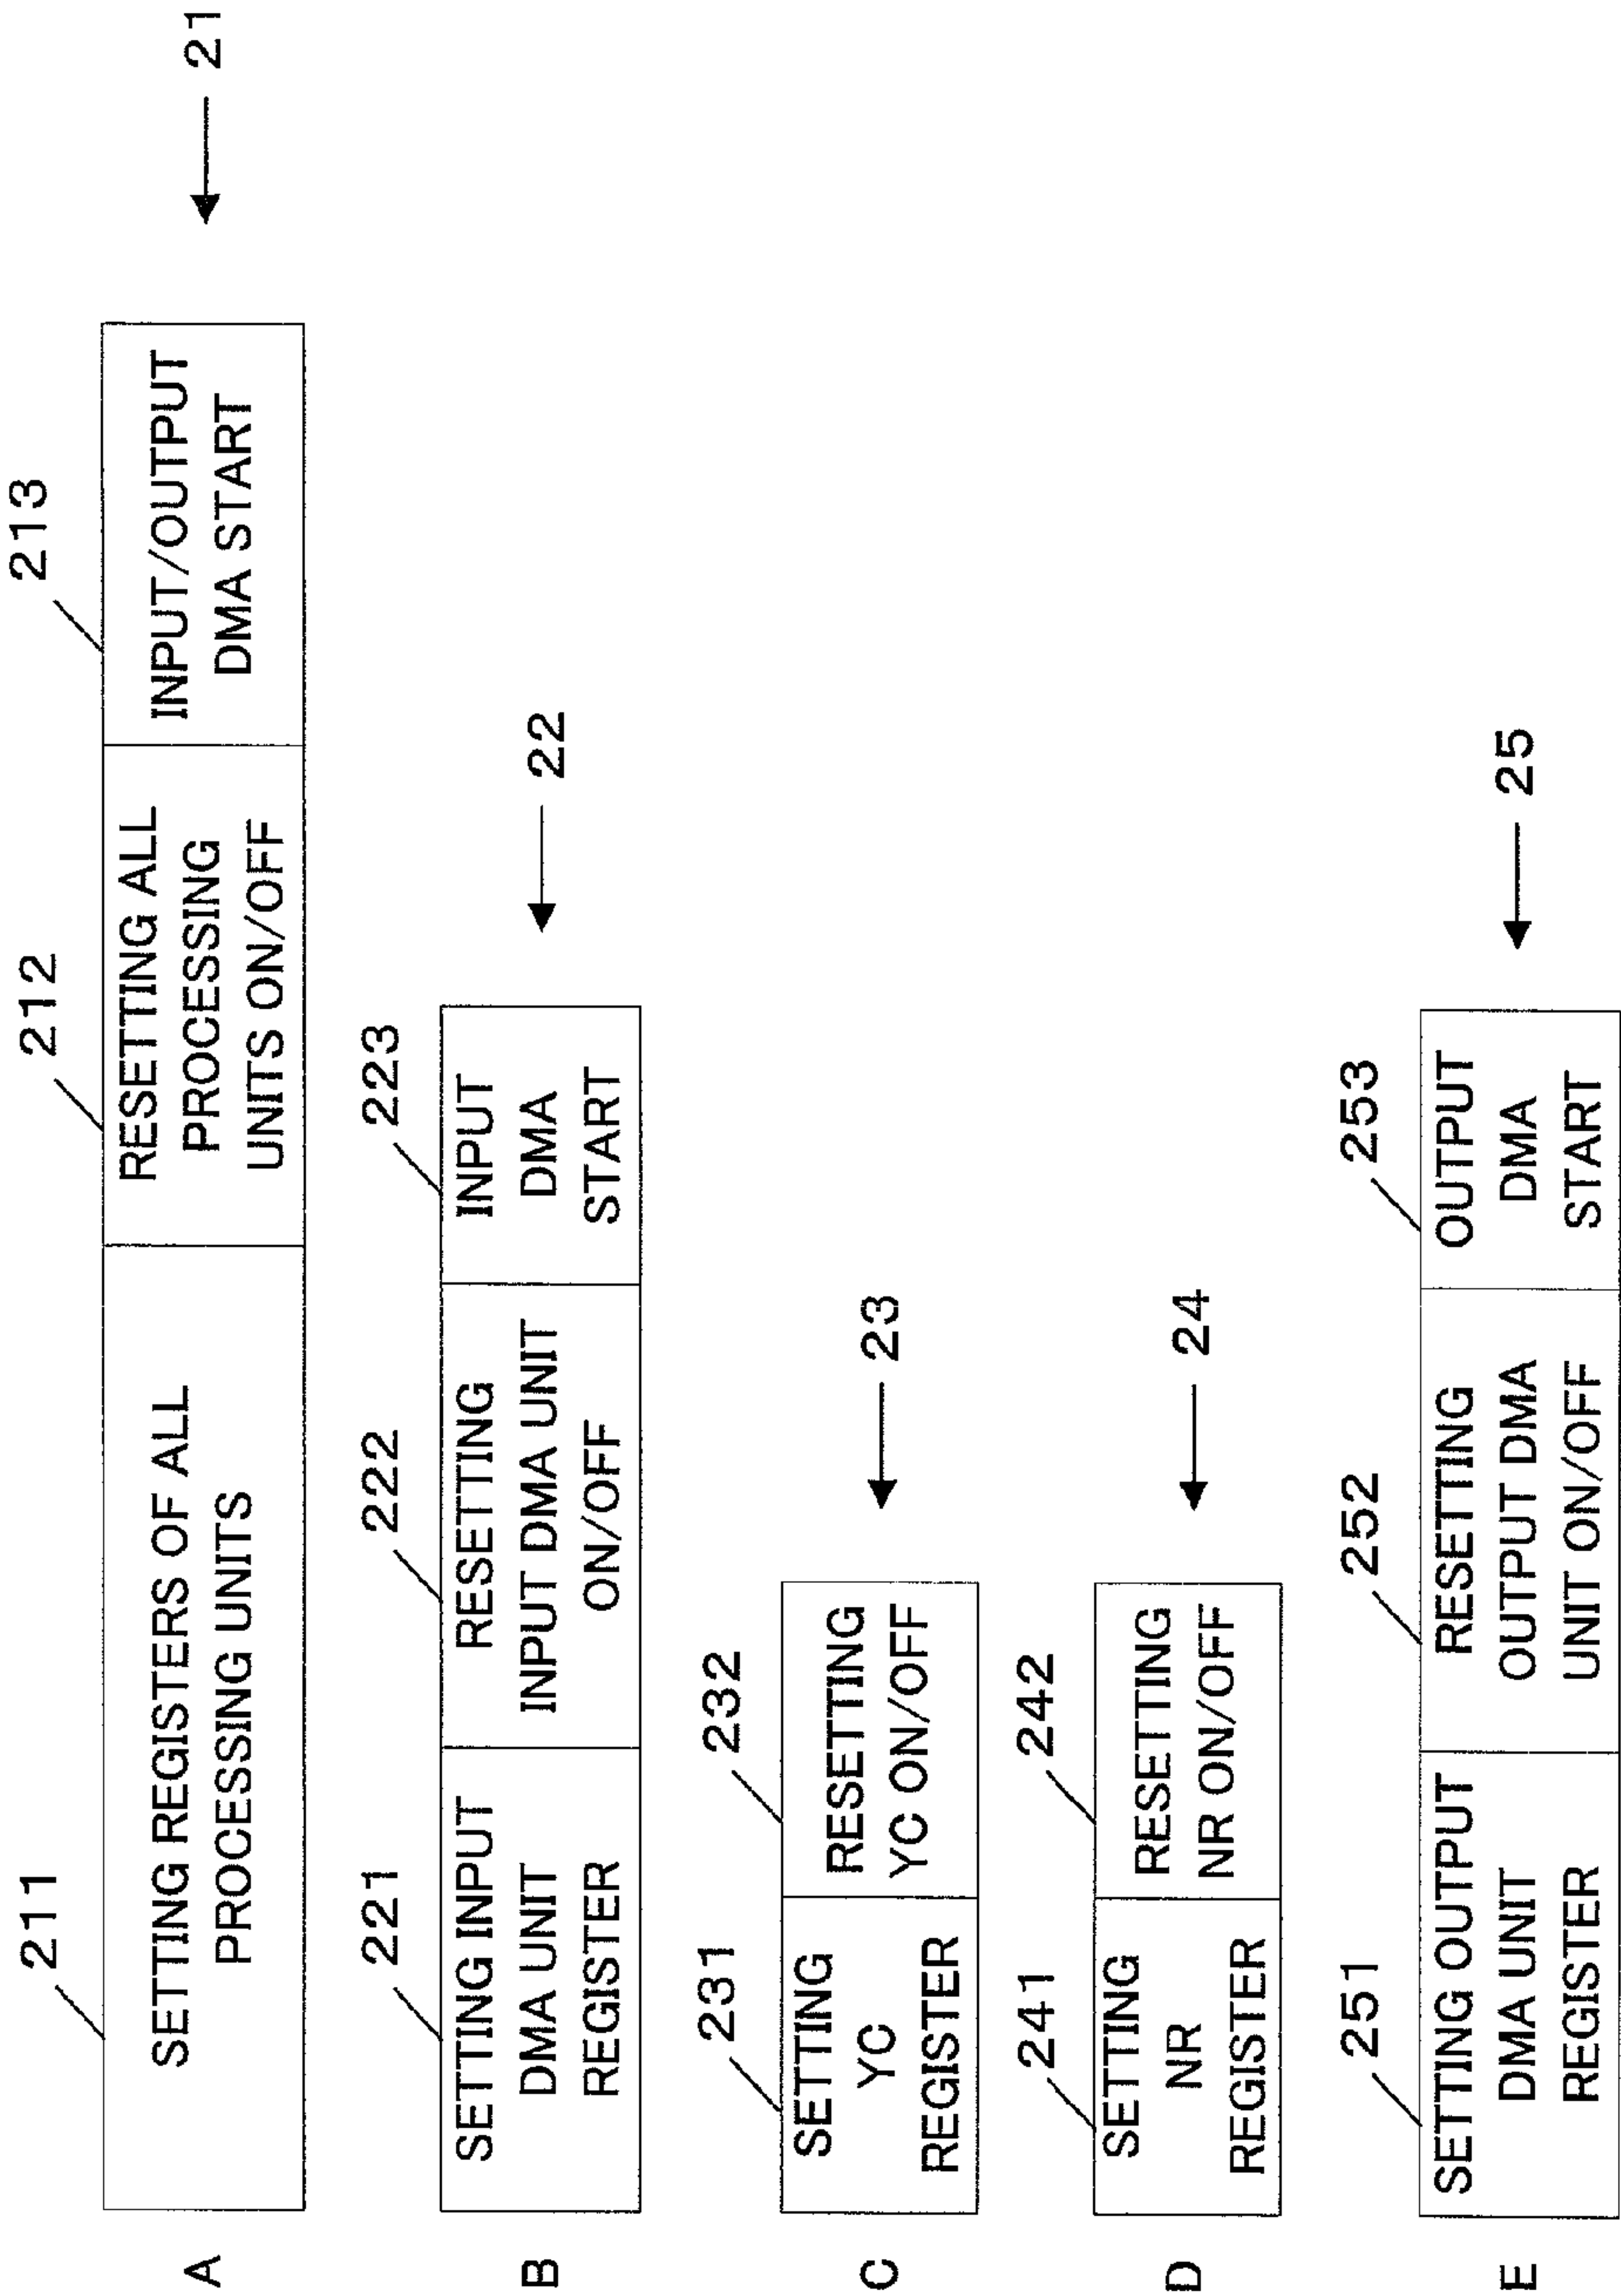 A
211
SETTING REGISTERS OF ALL
PROCESSING UNITS
212
RESETTING ALL
PROCESSING
UNITS ON/OFF
213
INPUT/OUTPUT
DMA START
21
B
221
SETTING INPUT
DMA UNIT
REGISTER
222
RESETTING
INPUT DMA UNIT
ON/OFF
223
INPUT
DMA
START
22
C
231
SETTING
YC
REGISTER
232
RESETTING
YC ON/OFF
23
D
241
SETTING
NR
REGISTER
242
RESETTING
NR ON/OFF
24
E
251
SETTING OUTPUT
DMA UNIT
REGISTER
252
RESETTING
OUTPUT DMA
UNIT ON/OFF
253
OUTPUT
DMA
START
25